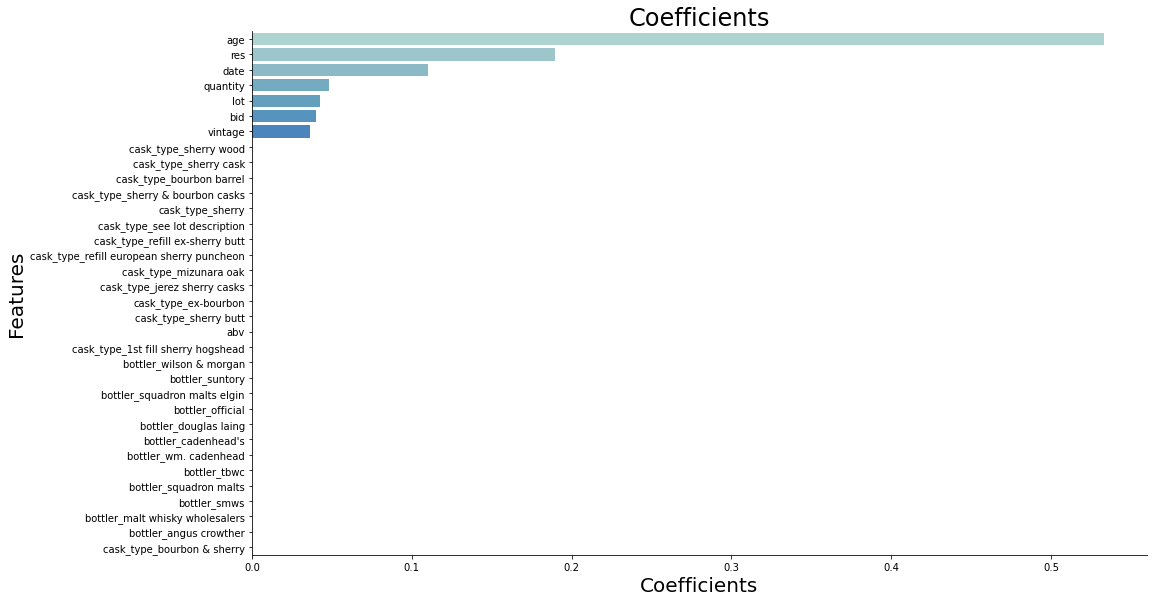 Coefficients
age
res
date
quantity
lot
bid
vintage
cask_type_sherry wood
cask_type_sherry cask
cask_type_bourbon barrel
cask_type_sherry & bourbon casks
cask_type_sherry
cask_type_see lot description
cask_type_refill ex-sherry butt
cask_type_refill european sherry puncheon
cask_type_mizunara oak
cask_type_jerez sherry casks
cask_type_ex-bourbon
cask_type_sherry butt
abv
cask_type_1st fill sherry hogshead
bottler_wilson & morgan
bottler_suntory
bottler_squadron malts elgin
bottler_official
bottler_douglas laing
bottler_cadenhead's
bottler_wm. cadenhead
bottler_tbwc
bottler_squadron malts
bottler_smws
bottler_malt whisky wholesalers
bottler_angus crowther
cask_type_bourbon & sherry
Features
0.0 0.1 0.2 0.3 0.4 0.5
Coefficients